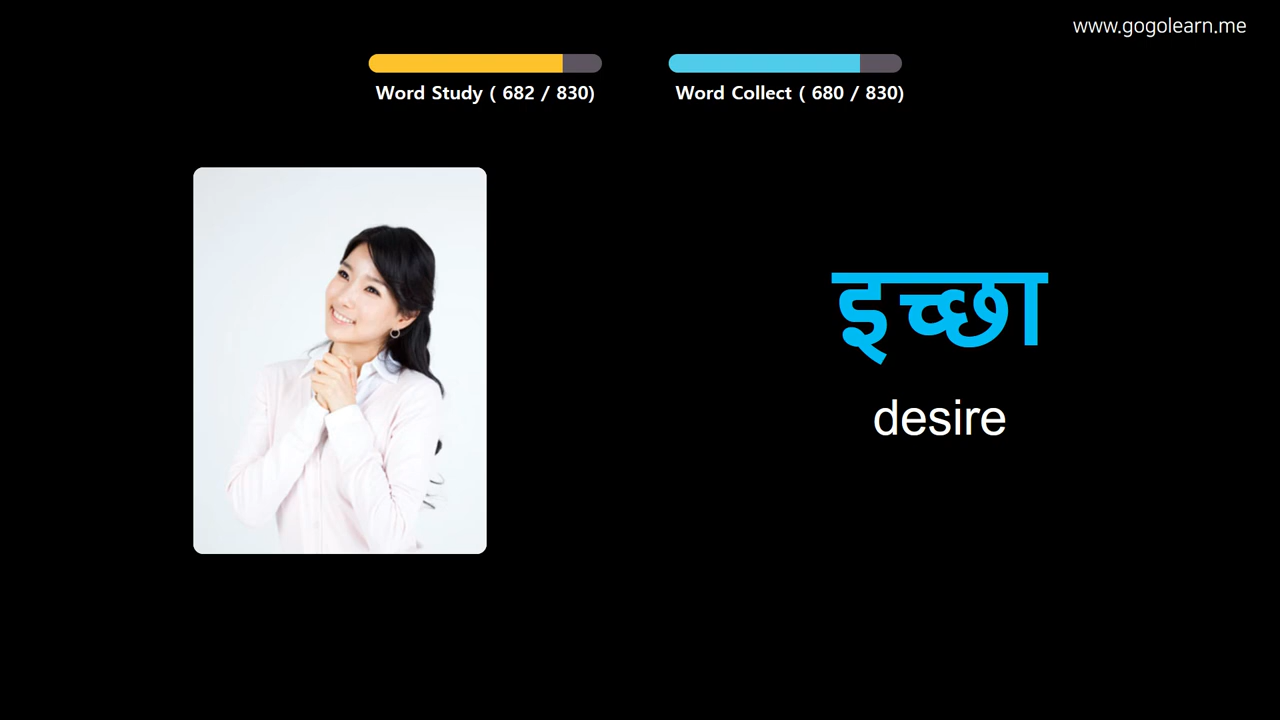 www.gogolearn.me
Word Study ( 682 / 830)
Word Collect ( 680 / 830)
इच्छा
desire